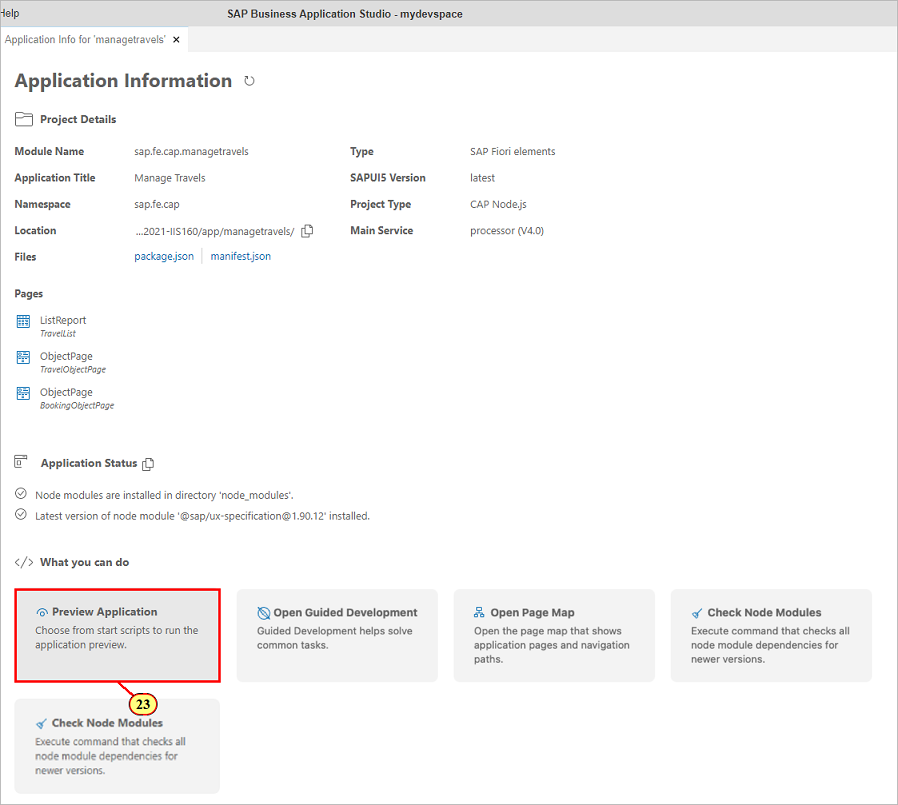 Help
SAP Business Application Studio - mydevspace
Application Info for 'managetravels' ×
Application Information
Project Details
Module Name sap.fe.cap.managetravels Type SAP Fiori elements
Application Title Manage Travels SAPUI5 Version latest
Namespace sap.fe.cap Project Type CAP Node.js
Location ...2021-IIS160/app/managetravels/ Main Service processor (V4.0)
Files package.json manifest.json
Pages
ListReport
TravelList
ObjectPage
TravelObjectPage
ObjectPage
BookingObjectPage
Application Status
Node modules are installed in directory 'node_modules'.
Latest version of node module '@sap/ux-specification@1.90.12' installed.
</> What you can do
Preview Application
Choose from start scripts to run the
application preview.
Open Guided Development
Guided Development helps solve
common tasks.
Open Page Map
Open the page map that shows
application pages and navigation
paths.
Check Node Modules
Execute command that checks all
node module dependencies for
newer versions.
23
Check Node Modules
Execute command that checks all
node module dependencies for
newer versions.